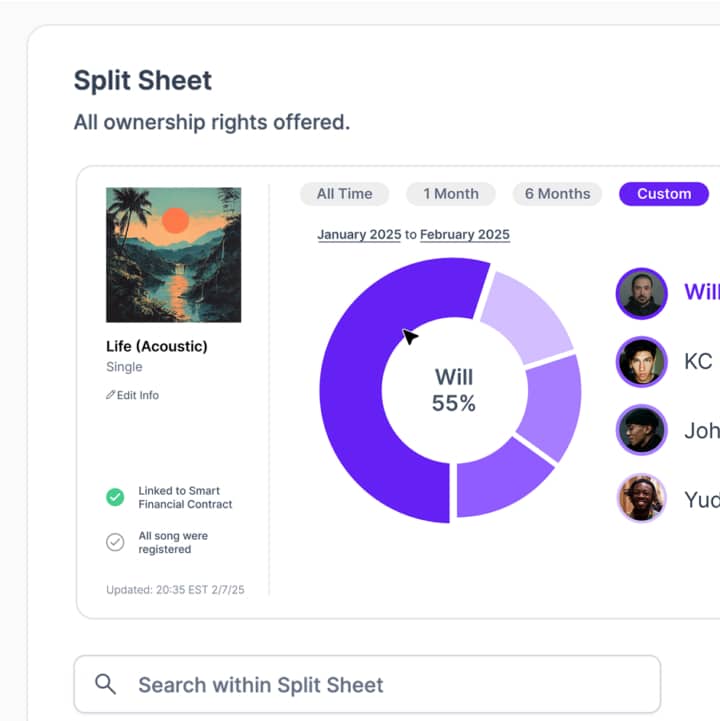 Split Sheet
All ownership rights offered.
All Time
1 Month
6 Months
Custom
January 2025 to February 2025
Life (Acoustic)
Single
Edit Info
Linked to Smart
Financial Contract
All song were
registered
Updated: 20:35 EST 2/7/25
Will
55%
Will
KC
Joh
Yud
Search within Split Sheet